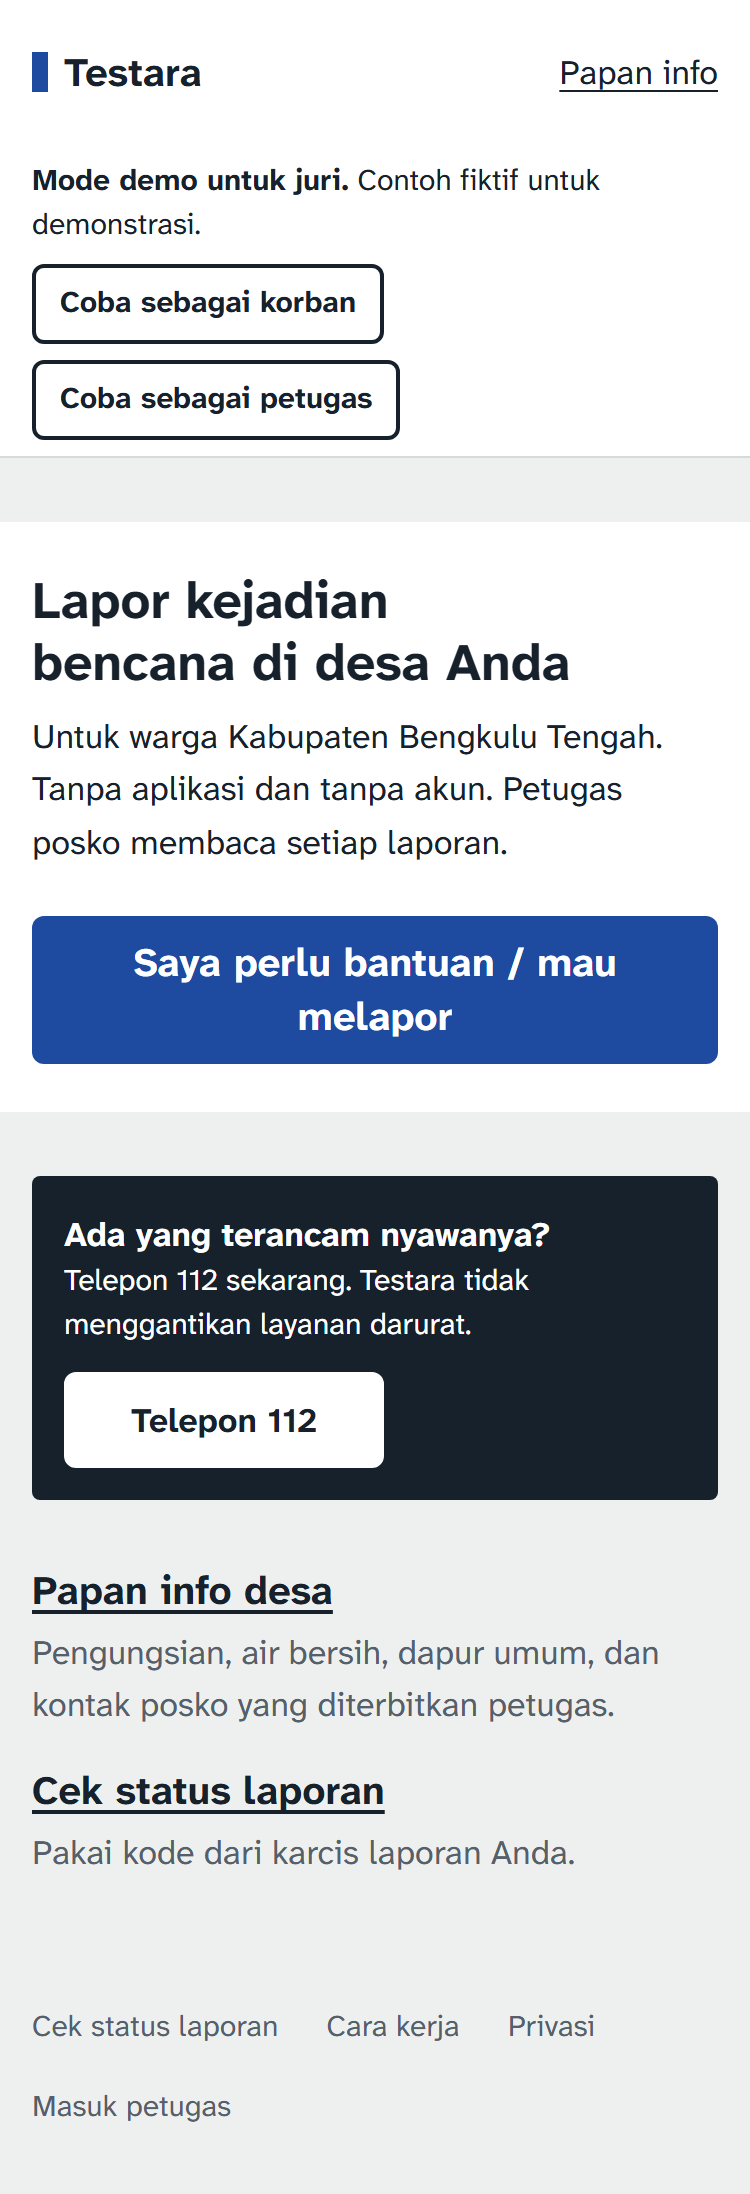 Testara
Papan info
Mode demo untuk juri. Contoh fiktif untuk
demonstrasi.
Coba sebagai korban
Coba sebagai petugas
Lapor kejadian
bencana di desa Anda
Untuk warga Kabupaten Bengkulu Tengah.
Tanpa aplikasi dan tanpa akun. Petugas
posko membaca setiap laporan.
Saya perlu bantuan / mau
melapor
Ada yang terancam nyawanya?
Telepon 112 sekarang. Testara tidak
menggantikan layanan darurat.
Telepon 112
Papan info desa
Pengungsian, air bersih, dapur umum, dan
kontak posko yang diterbitkan petugas.
Cek status laporan
Pakai kode dari karcis laporan Anda.
Cek status laporan
Cara kerja
Privasi
Masuk petugas